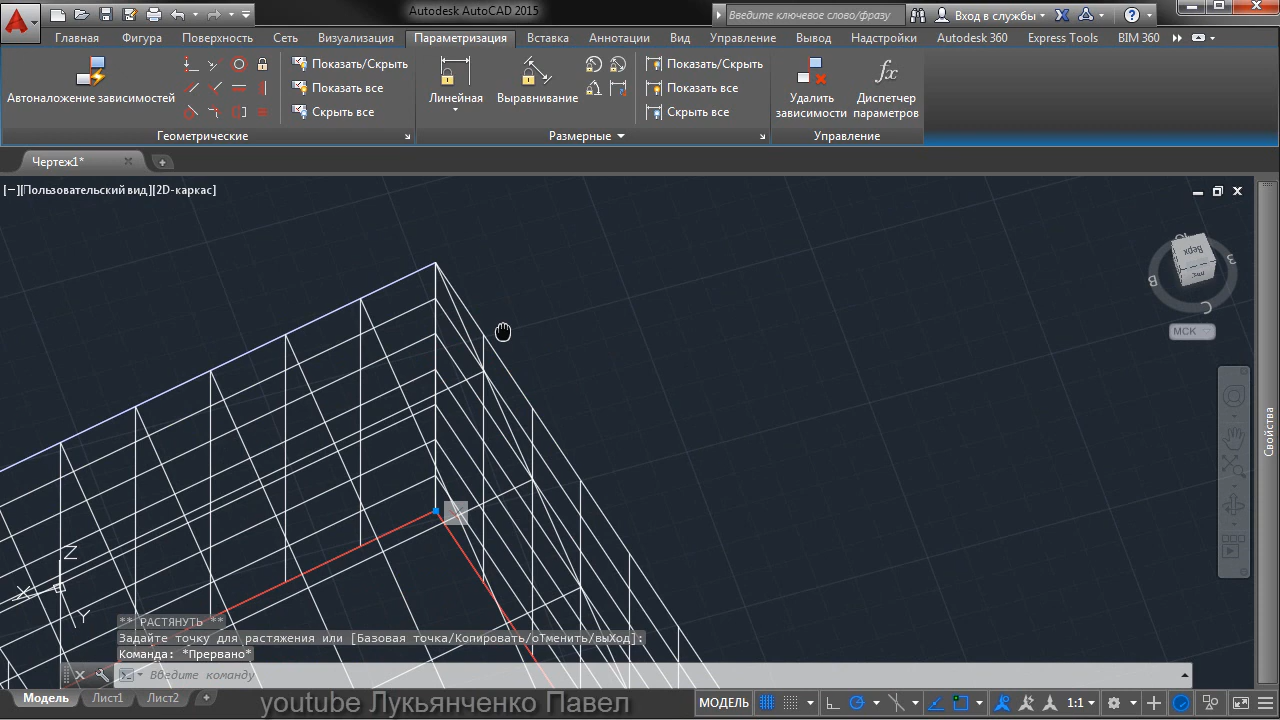 Autodesk AutoCAD 2015
Введите ключевое слово/фразу
Вход в службы
Главная Фигура Поверхность Сеть Визуализация Параметризация Вставка Аннотации Вид Управление Вывод Надстройки Autodesk 360 Express Tools BIM 360
Автоналожение зависимостей
Показать/Скрыть
Показать все
Скрыть все
Геометрические
Линейная
Выравнивание
Показать/Скрыть
Показать все
Скрыть все
Размерные
Удалить
зависимости
fx
Диспетчер
параметров
Управление
Чертеж1*
[−][Пользовательский вид][2D-каркас]
Верх
З
В
С
МСК
Свойства
Z
X
Y
** РАСТЯНУТЬ **
Задайте точку для растяжения или [Базовая точка/Копировать/оТменить/выХод]:
Команда: *Прервано*
Введите команду
Модель Лист1 Лист2
youtube Лукьянченко Павел
МОДЕЛЬ
1:1